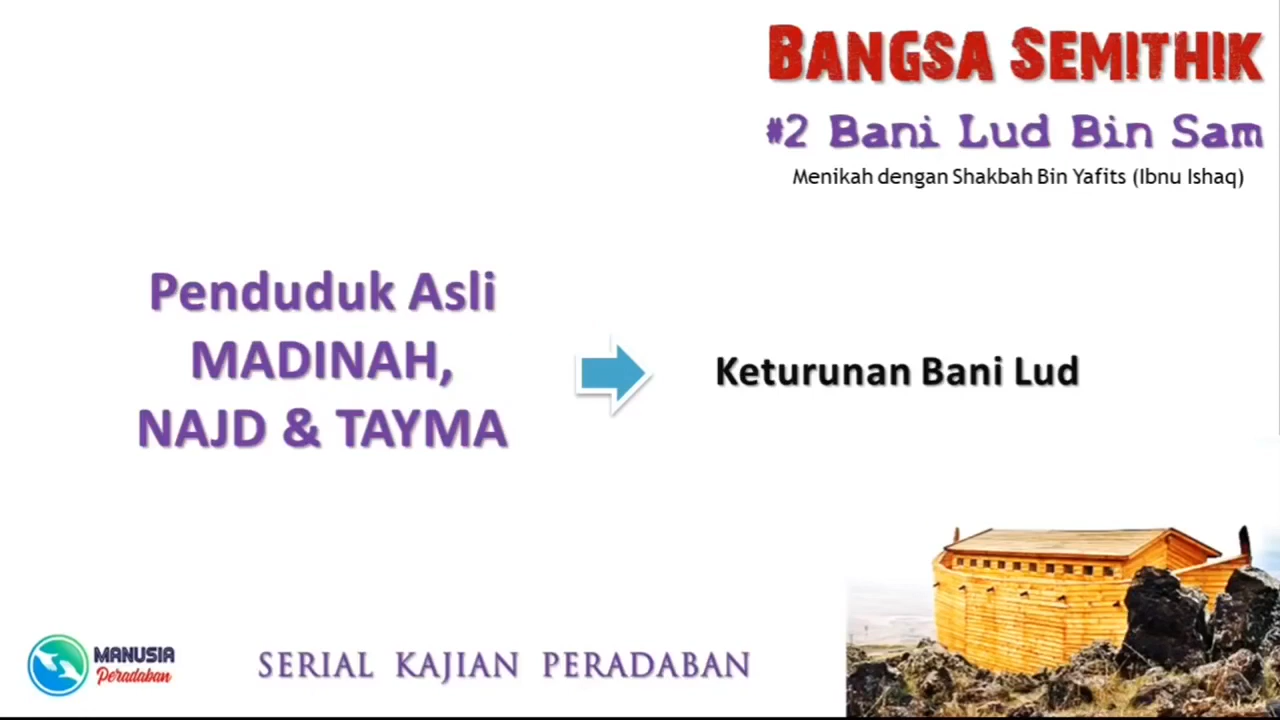 BANGSA SEMITHIK
#2 Bani Lud Bin Sam
Menikah dengan Shakbah Bin Yafits (Ibnu Ishaq)
Penduduk Asli
MADINAH,
NAJD & TAYMA
Keturunan Bani Lud
MANUSIA
Peradaban
SERIAL KAJIAN PERADABAN